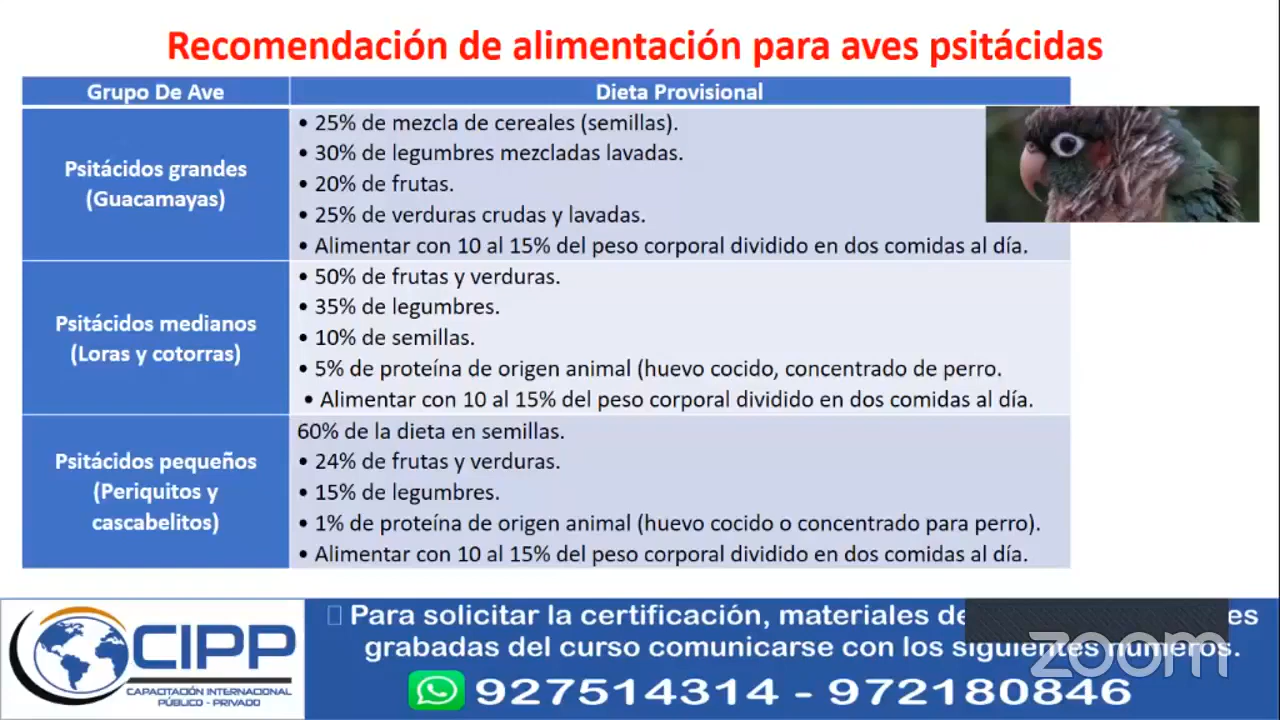 Recomendación de alimentación para aves psitácidas
Grupo De Ave
Dieta Provisional
Psitácidos grandes
(Guacamayas)
• 25% de mezcla de cereales (semillas).
• 30% de legumbres mezcladas lavadas.
• 20% de frutas.
• 25% de verduras crudas y lavadas.
• Alimentar con 10 al 15% del peso corporal dividido en dos comidas al día.
Psitácidos medianos
(Loras y cotorras)
• 50% de frutas y verduras.
• 35% de legumbres.
• 10% de semillas.
• 5% de proteína de origen animal (huevo cocido, concentrado de perro.
• Alimentar con 10 al 15% del peso corporal dividido en dos comidas al día.
Psitácidos pequeños
(Periquitos y
cascabelitos)
60% de la dieta en semillas.
• 24% de frutas y verduras.
• 15% de legumbres.
• 1% de proteína de origen animal (huevo cocido o concentrado para perro).
• Alimentar con 10 al 15% del peso corporal dividido en dos comidas al día.
CIPP
CAPACITACIÓN INTERNACIONAL
PÚBLICO - PRIVADO
Para solicitar la certificación, materiales
grabadas del curso comunicarse con los siguientes números.
zoom
927514314 - 972180846